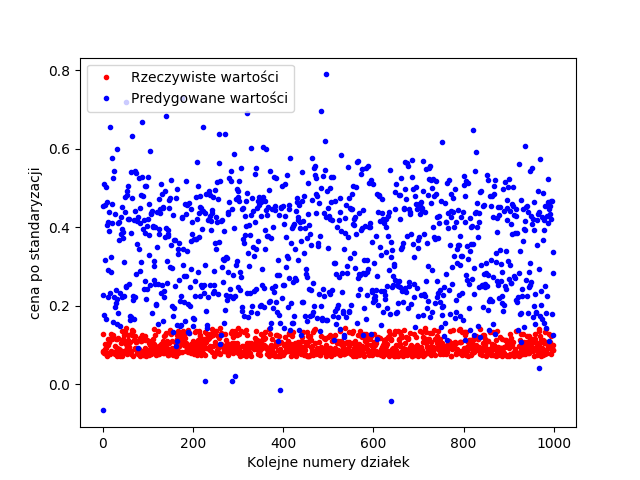 Rzeczywiste wartości
Predygowane wartości
cena po standaryzacji
0.8
0.6
0.4
0.2
0.0
0 200 400 600 800 1000
Kolejne numery działek